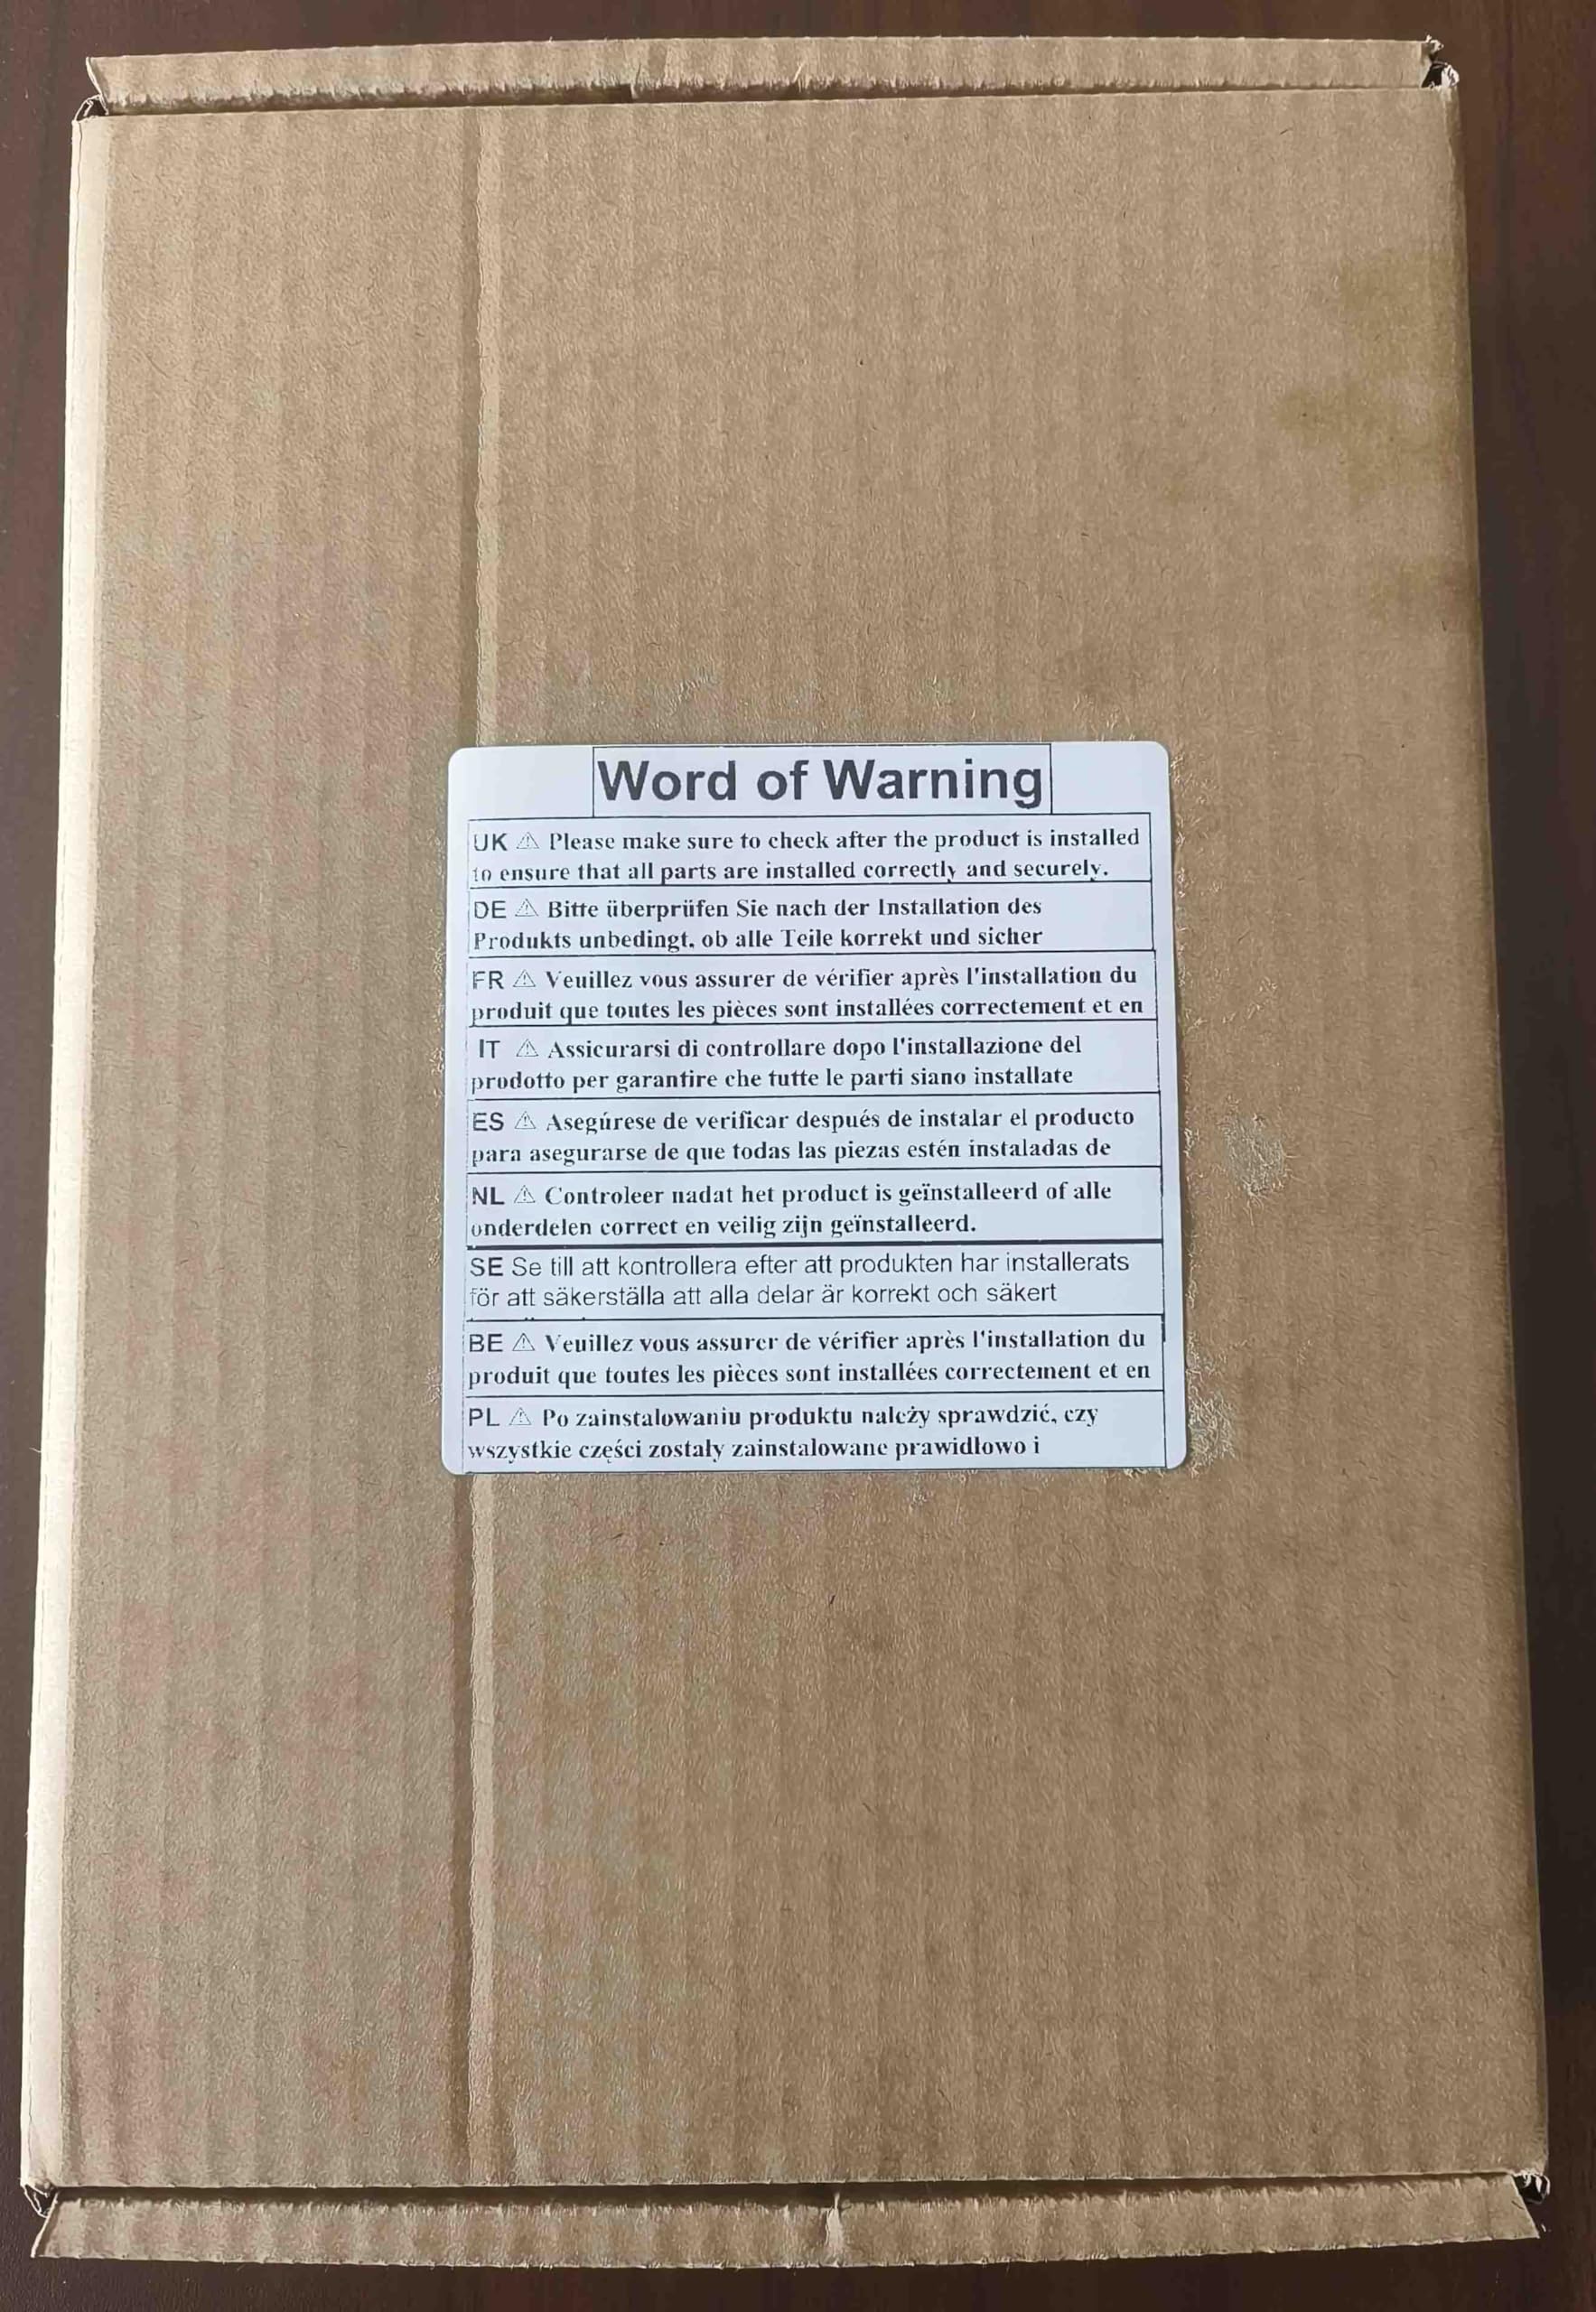 Word of Warning
UK ⚠ Please make sure to check after the product is installed
to ensure that all parts are installed correctly and securely.
DE ⚠ Bitte überprüfen Sie nach der Installation des
Produkts unbedingt, ob alle Teile korrekt und sicher
FR ⚠ Veuillez vous assurer de vérifier après l'installation du
produit que toutes les pièces sont installées correctement et en
IT ⚠ Assicurarsi di controllare dopo l'installazione del
prodotto per garantire che tutte le parti siano installate
ES ⚠ Asegúrese de verificar después de instalar el producto
para asegurarse de que todas las piezas estén instaladas de
NL ⚠ Controleer nadat het product is geïnstalleerd of alle
onderdelen correct en veilig zijn geïnstalleerd.
SE Se till att kontrollera efter att produkten har installerats
för att säkerställa att alla delar är korrekt och säkert
BE ⚠ Veuillez vous assurer de vérifier après l'installation du
produit que toutes les pièces sont installées correctement et en
PL ⚠ Po zainstalowaniu produktu należy sprawdzić, czy
wszystkie części zostały zainstalowane prawidłowo i